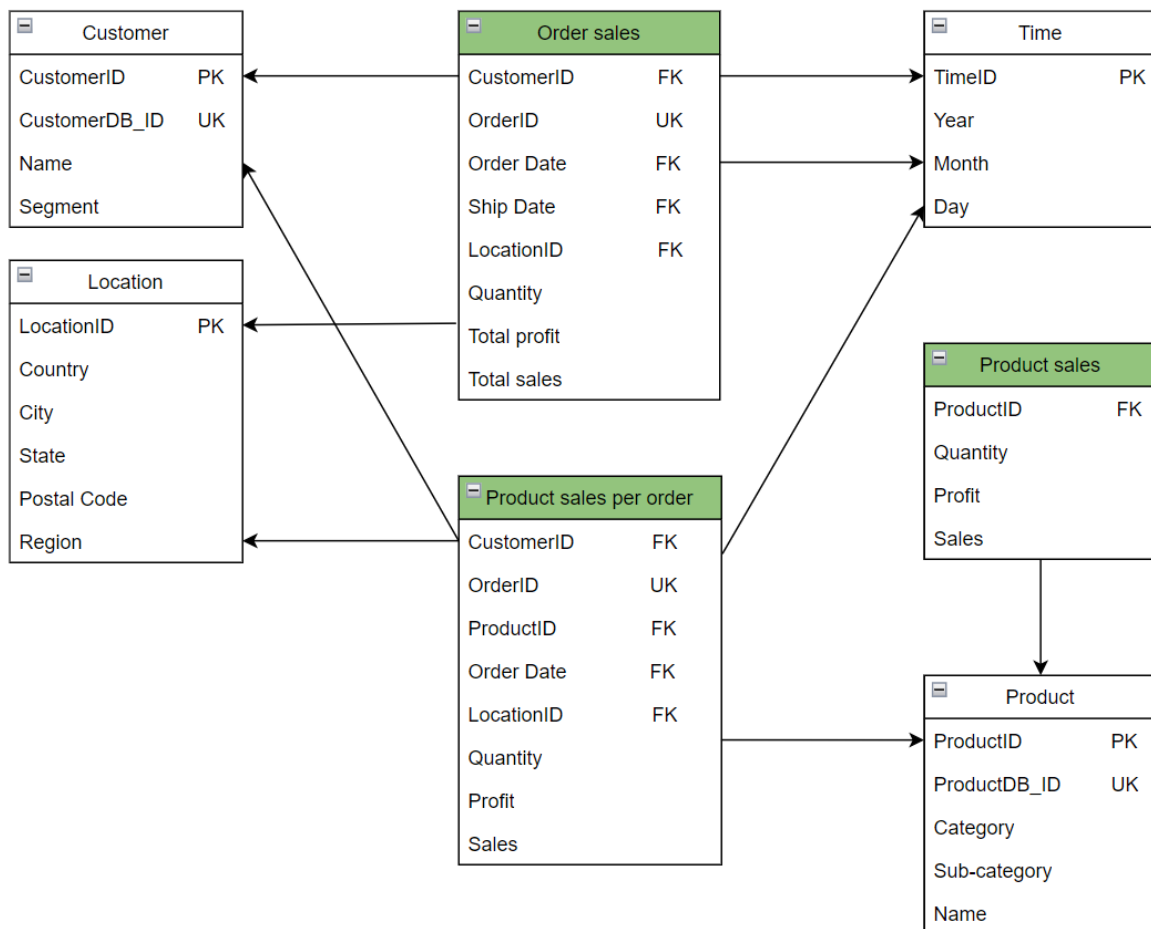 Customer
CustomerID PK
CustomerDB_ID UK
Name
Segment
Location
LocationID PK
Country
City
State
Postal Code
Region
Order sales
CustomerID FK
OrderID UK
Order Date FK
Ship Date FK
LocationID FK
Quantity
Total profit
Total sales
Product sales per order
CustomerID FK
OrderID UK
ProductID FK
Order Date FK
LocationID FK
Quantity
Profit
Sales
Time
TimeID PK
Year
Month
Day
Product sales
ProductID FK
Quantity
Profit
Sales
Product
ProductID PK
ProductDB_ID UK
Category
Sub-category
Name